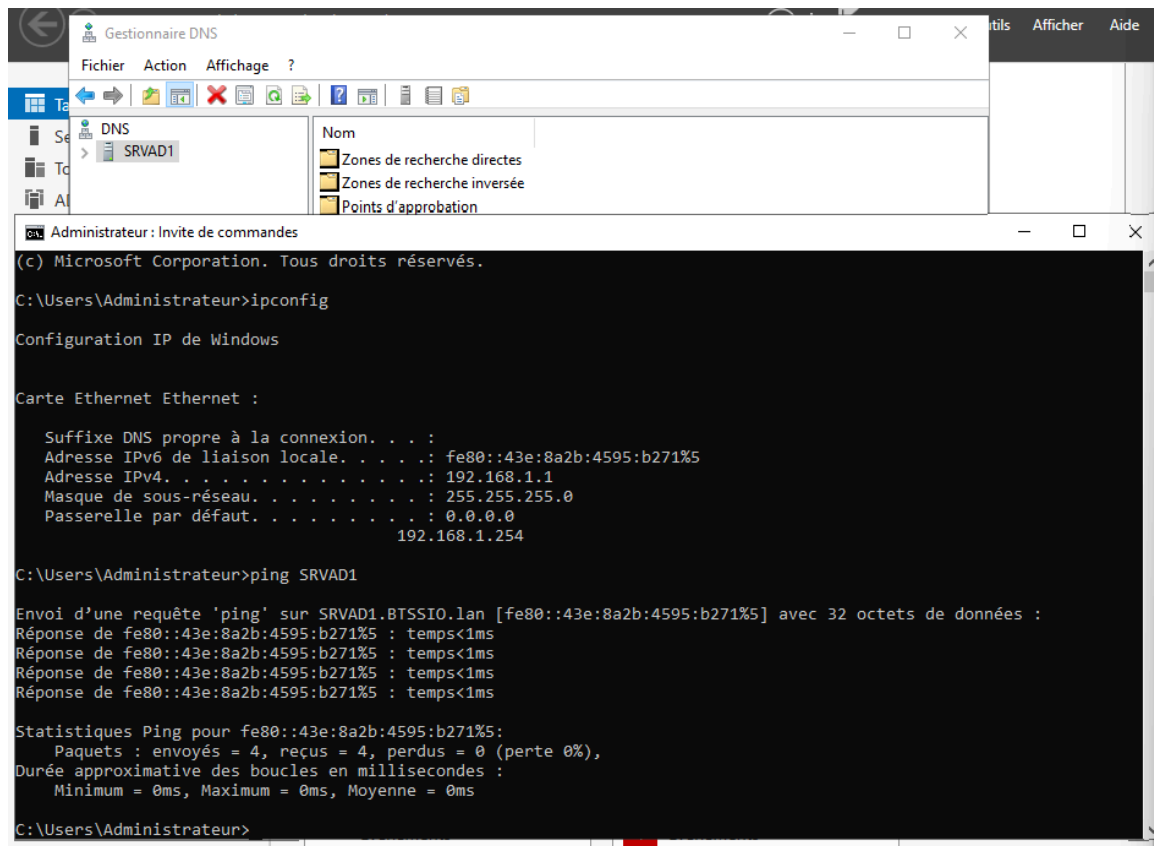 Gestionnaire DNS
Afficher Aide
Fichier Action Affichage ?
DNS
SRVAD1
Nom
Zones de recherche directes
Zones de recherche inversée
Points d'approbation
Administrateur : Invite de commandes
(c) Microsoft Corporation. Tous droits réservés.
C:\Users\Administrateur>ipconfig
Configuration IP de Windows
Carte Ethernet Ethernet :
Suffixe DNS propre à la connexion. . . :
Adresse IPv6 de liaison locale. . . . .: fe80::43e:8a2b:4595:b271%5
Adresse IPv4. . . . . . . . . . . . . .: 192.168.1.1
Masque de sous-réseau. . . . . . . . . : 255.255.255.0
Passerelle par défaut. . . . . . . . . : 0.0.0.0
192.168.1.254
C:\Users\Administrateur>ping SRVAD1
Envoi d’une requête 'ping' sur SRVAD1.BTSSIO.lan [fe80::43e:8a2b:4595:b271%5] avec 32 octets de données :
Réponse de fe80::43e:8a2b:4595:b271%5 : temps<1ms
Réponse de fe80::43e:8a2b:4595:b271%5 : temps<1ms
Réponse de fe80::43e:8a2b:4595:b271%5 : temps<1ms
Réponse de fe80::43e:8a2b:4595:b271%5 : temps<1ms
Statistiques Ping pour fe80::43e:8a2b:4595:b271%5:
Paquets : envoyés = 4, reçus = 4, perdus = 0 (perte 0%),
Durée approximative des boucles en millisecondes :
Minimum = 0ms, Maximum = 0ms, Moyenne = 0ms
C:\Users\Administrateur>